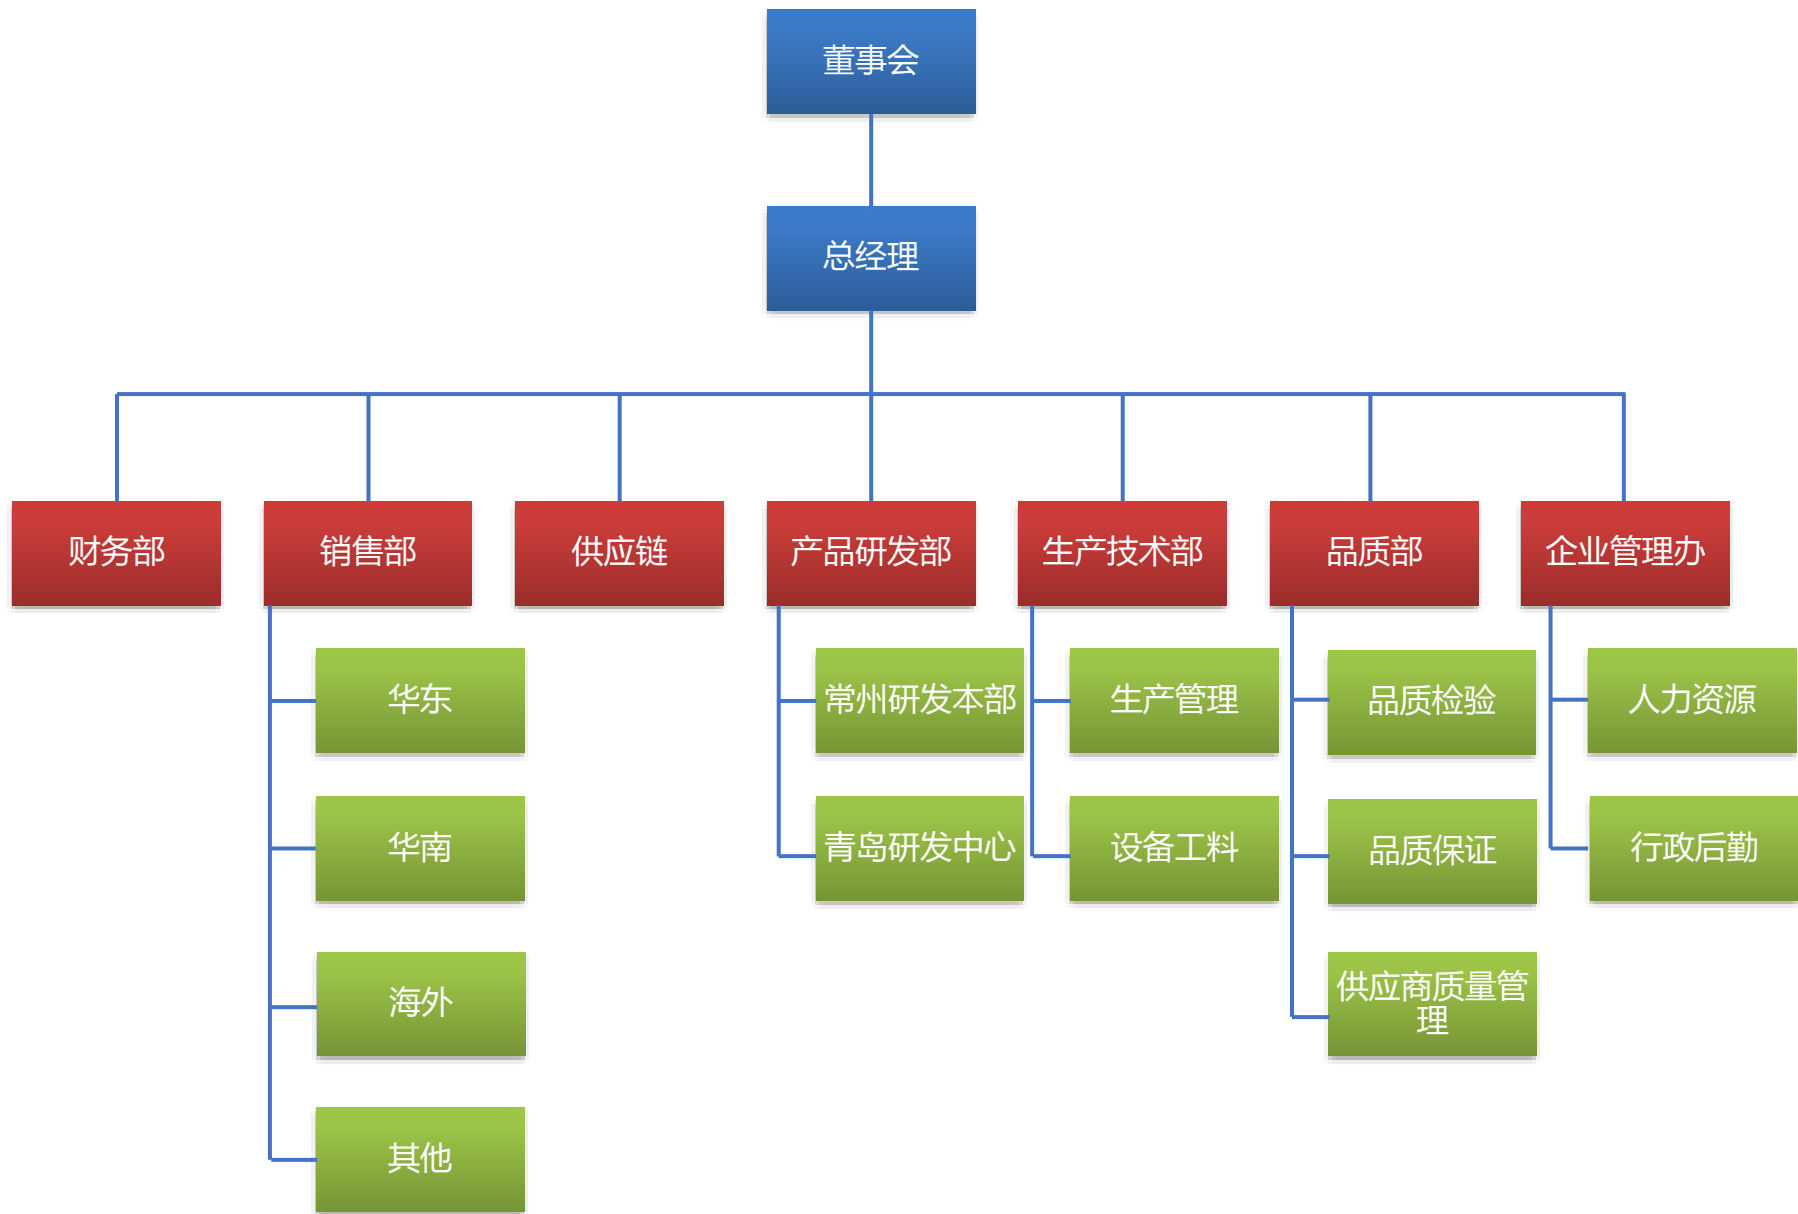 董事会
总经理
财务部
销售部
供应链
产品研发部
生产技术部
品质部
企业管理办
华东
华南
海外
其他
常州研发本部
青岛研发中心
生产管理
设备工料
品质检验
品质保证
供应商质量管
理
人力资源
行政后勤